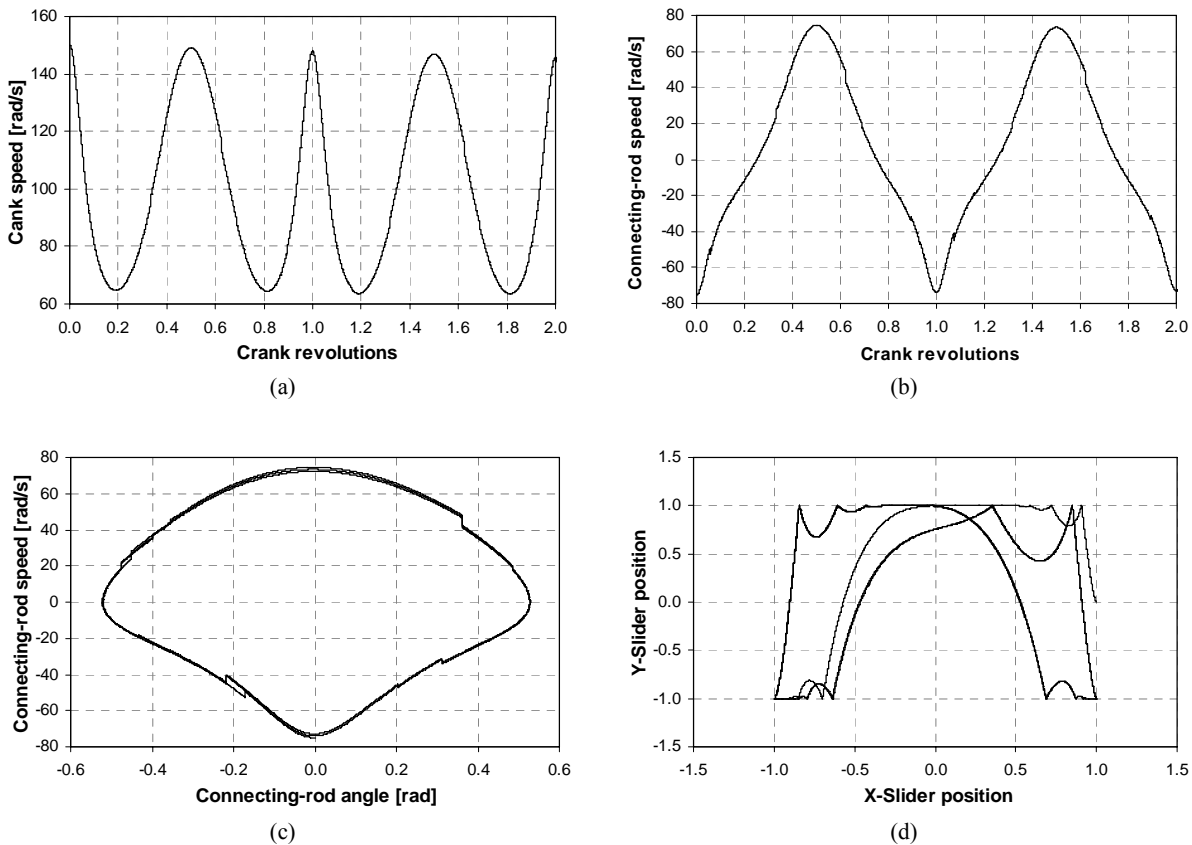 160
140
120
100
80
60
Cank speed [rad/s]
0.0 0.2 0.4 0.6 0.8 1.0 1.2 1.4 1.6 1.8 2.0
Crank revolutions
(a)
80
60
40
20
0
-20
-40
-60
-80
Connecting-rod speed [rad/s]
0.0 0.2 0.4 0.6 0.8 1.0 1.2 1.4 1.6 1.8 2.0
Crank revolutions
(b)
80
60
40
20
0
-20
-40
-60
-80
Connecting-rod speed [rad/s]
-0.6 -0.4 -0.2 0.0 0.2 0.4 0.6
Connecting-rod angle [rad]
(c)
1.5
1.0
0.5
0.0
-0.5
-1.0
-1.5
Y-Slider position
-1.5 -1.0 -0.5 0.0 0.5 1.0 1.5
X-Slider position
(d)